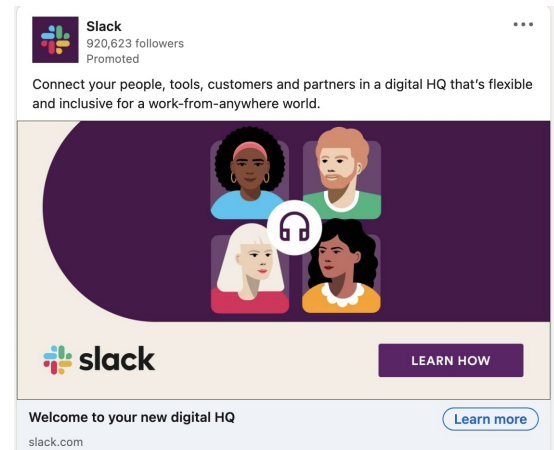 Slack
920,623 followers
Promoted
Connect your people, tools, customers and partners in a digital HQ that's flexible
and inclusive for a work-from-anywhere world.
slack
LEARN HOW
Welcome to your new digital HQ
Learn more
slack.com